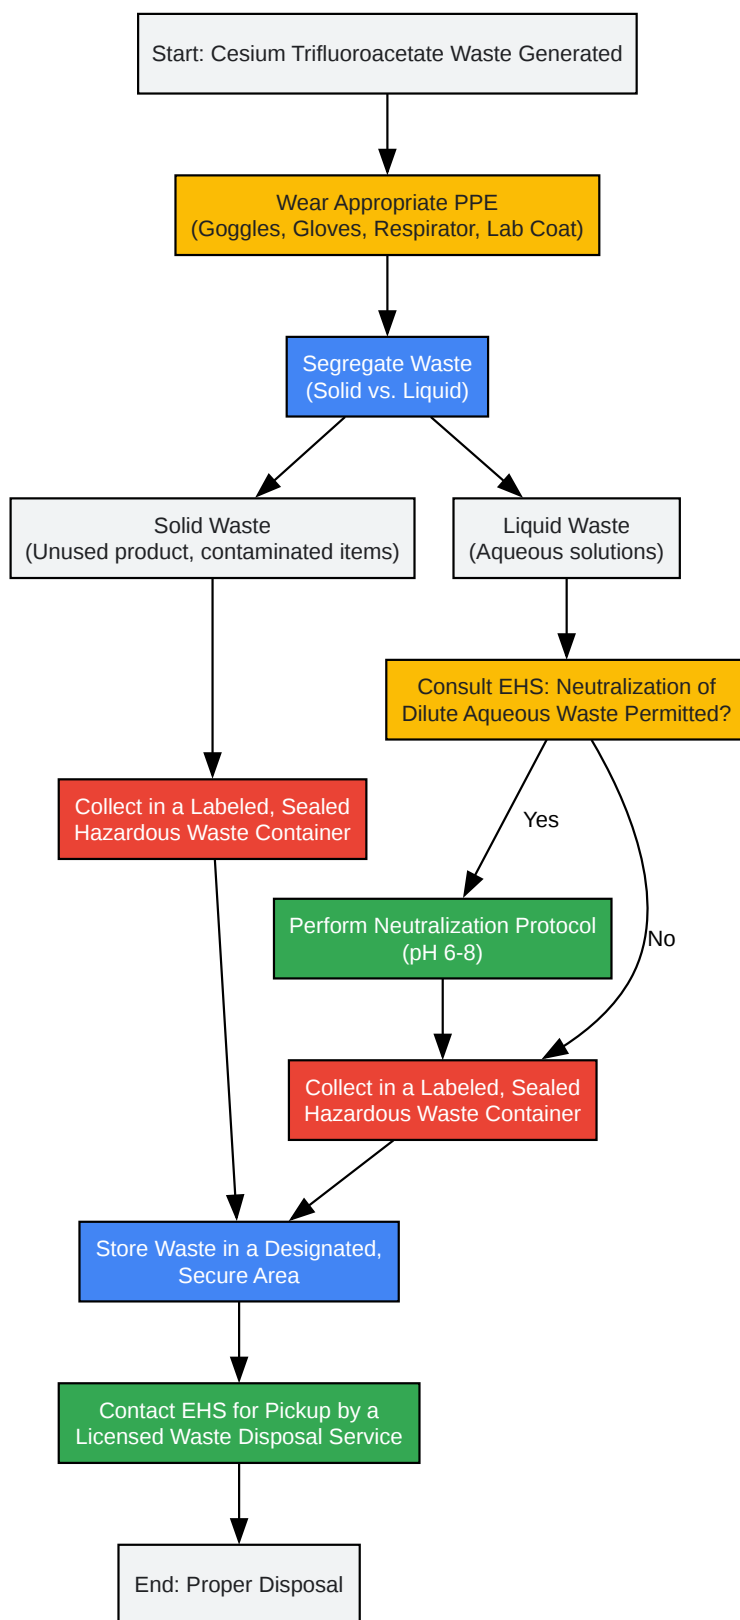 Start: Cesium Trifluoroacetate Waste Generated
Wear Appropriate PPE
(Goggles, Gloves, Respirator, Lab Coat)
Segregate Waste
(Solid vs. Liquid)
Solid Waste
(Unused product, contaminated items)
Liquid Waste
(Aqueous solutions)
Consult EHS: Neutralization of
Dilute Aqueous Waste Permitted?
Collect in a Labeled, Sealed
Hazardous Waste Container
Yes
Perform Neutralization Protocol
(pH 6-8)
No
Collect in a Labeled, Sealed
Hazardous Waste Container
Store Waste in a Designated,
Secure Area
Contact EHS for Pickup by a
Licensed Waste Disposal Service
End: Proper Disposal